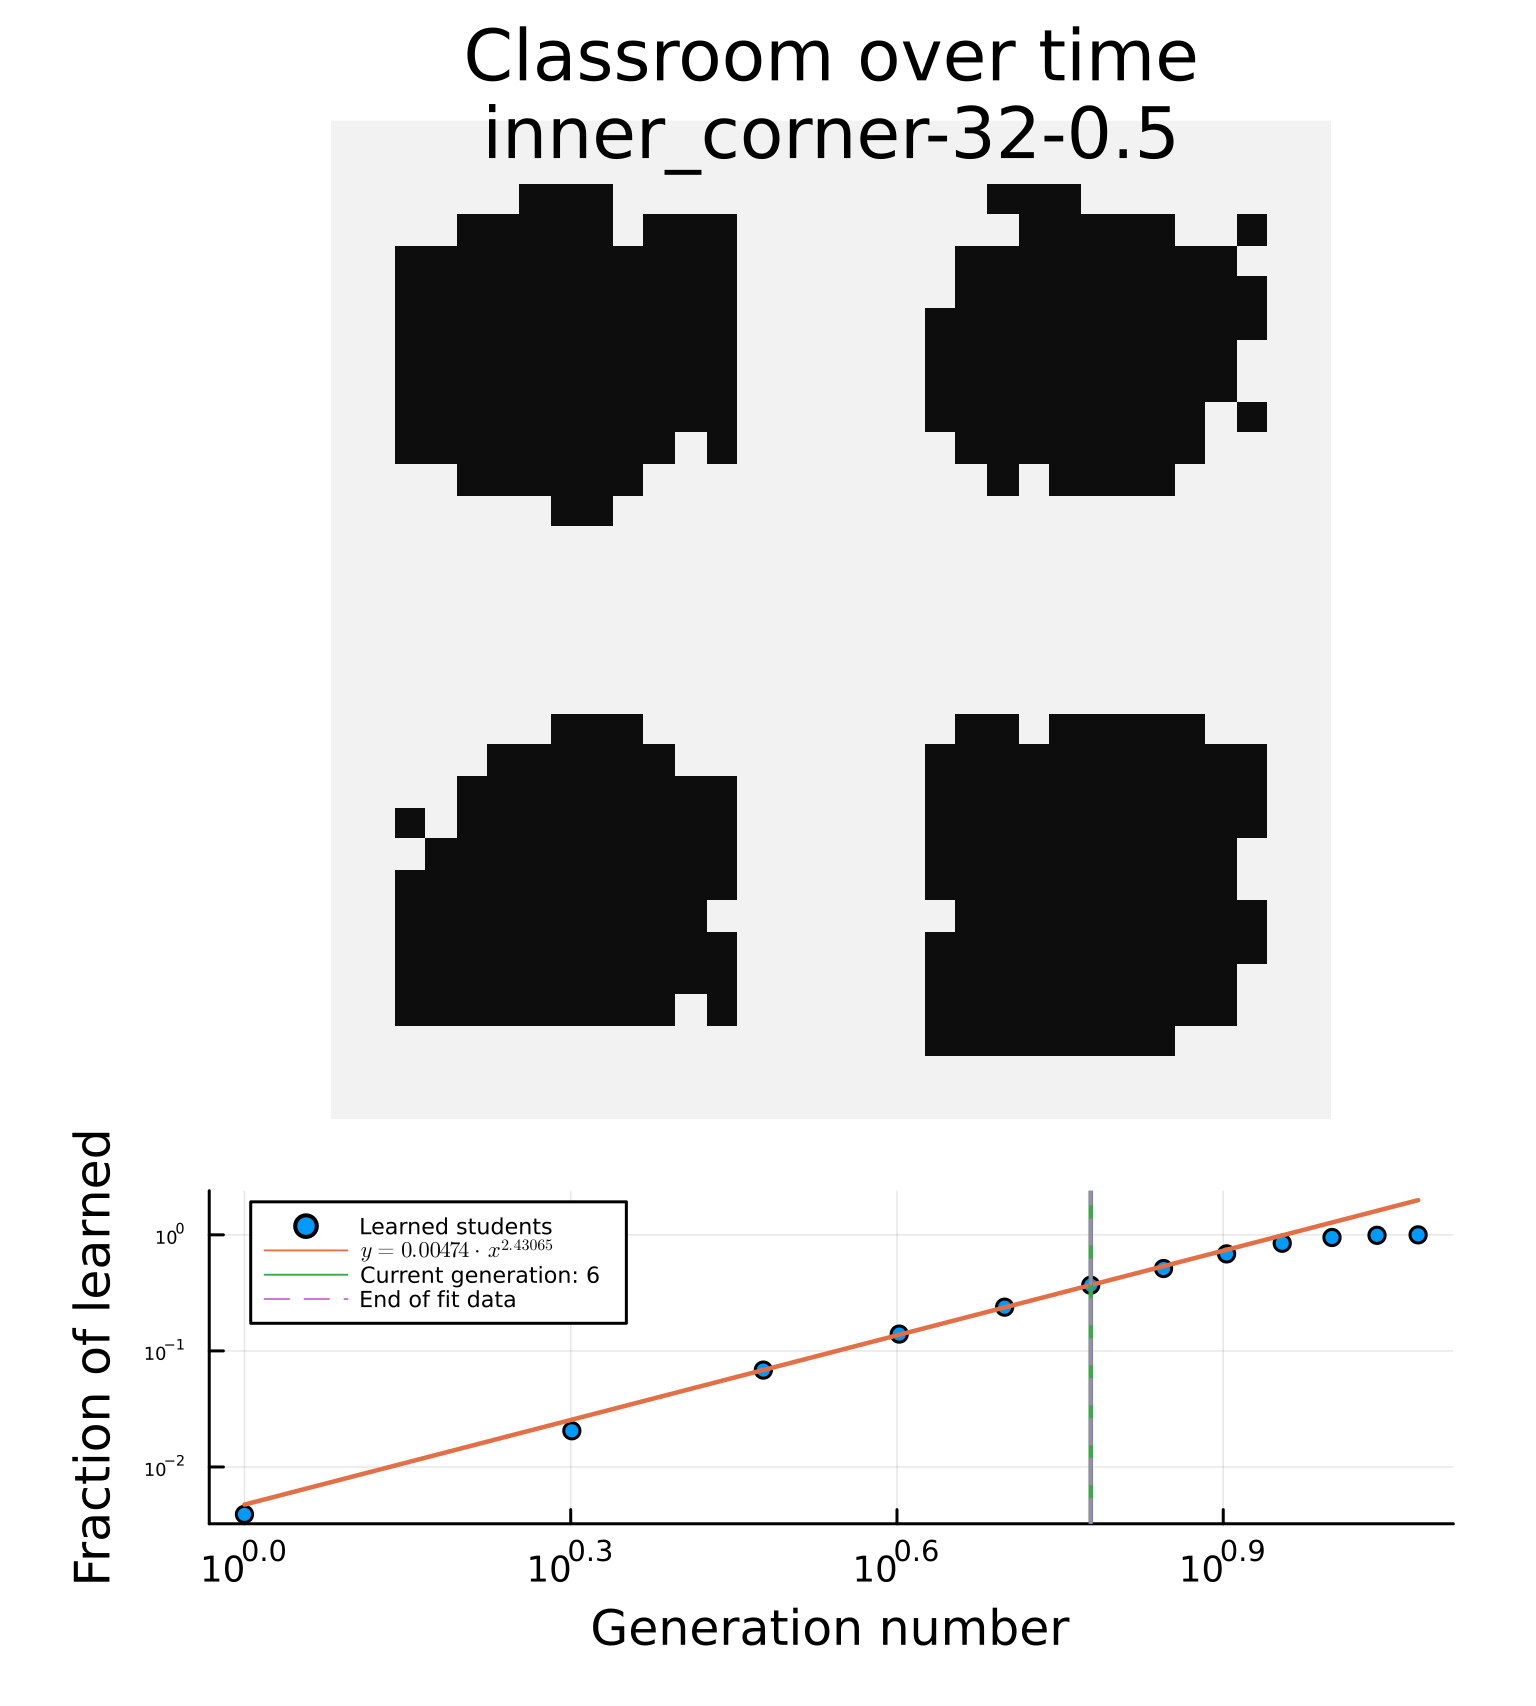 Classroom over time
inner_corner-32-0.5
Fraction of learned
10⁰
10⁻¹
10⁻²
Learned students
y = 0.00474 · x^2.43065
Current generation: 6
End of fit data
10^0.0 10^0.3 10^0.6 10^0.9
Generation number